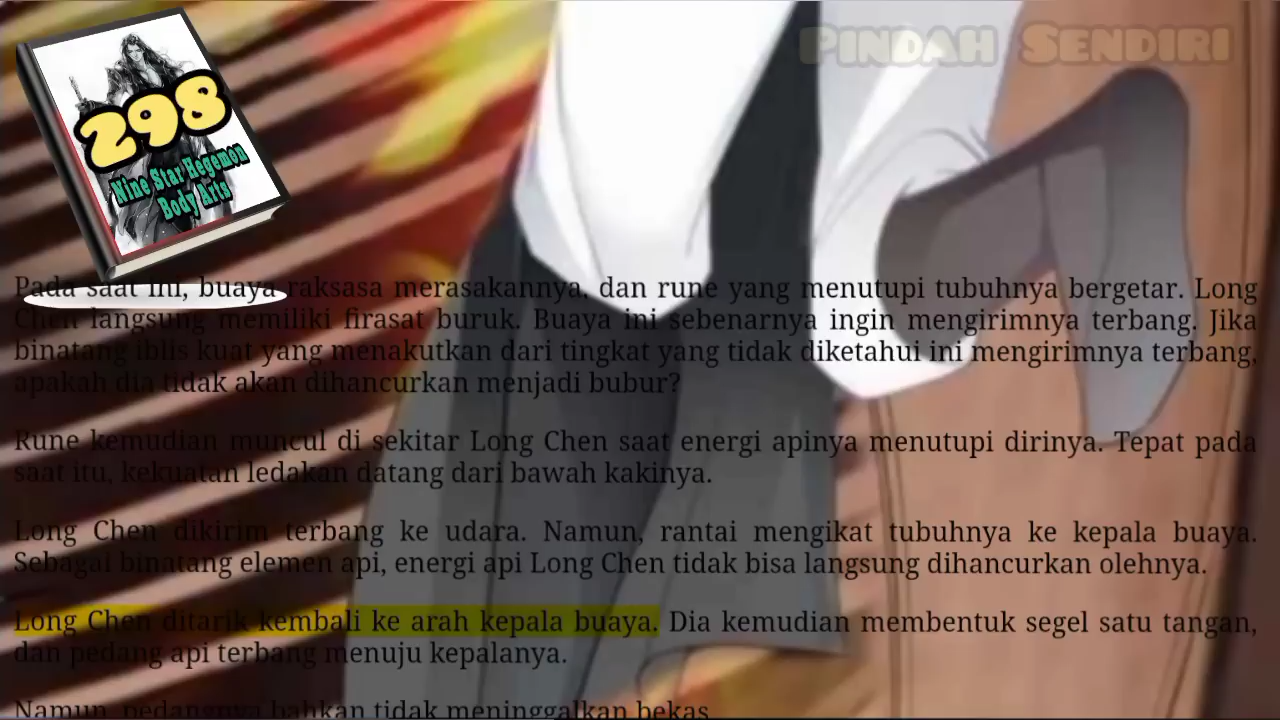 PINDAH SENDIRI
298
Nine Star Hegemon
Body Arts
Pada saat ini, buaya raksasa merasakannya, dan rune yang menutupi tubuhnya bergetar. Long
Chen langsung memiliki firasat buruk. Buaya ini sebenarnya ingin mengirimnya terbang. Jika
binatang iblis kuat yang menakutkan dari tingkat yang tidak diketahui ini mengirimnya terbang,
apakah dia tidak akan dihancurkan menjadi bubur?
Rune kemudian muncul di sekitar Long Chen saat energi apinya menutupi dirinya. Tepat pada
saat itu, kekuatan ledakan datang dari bawah kakinya.
Long Chen dikirim terbang ke udara. Namun, rantai mengikat tubuhnya ke kepala buaya.
Sebagai binatang elemen api, energi api Long Chen tidak bisa langsung dihancurkan olehnya.
Long Chen ditarik kembali ke arah kepala buaya. Dia kemudian membentuk segel satu tangan,
dan pedang api terbang menuju kepalanya.
Namun, pedangnya bahkan tidak meninggalkan bekas